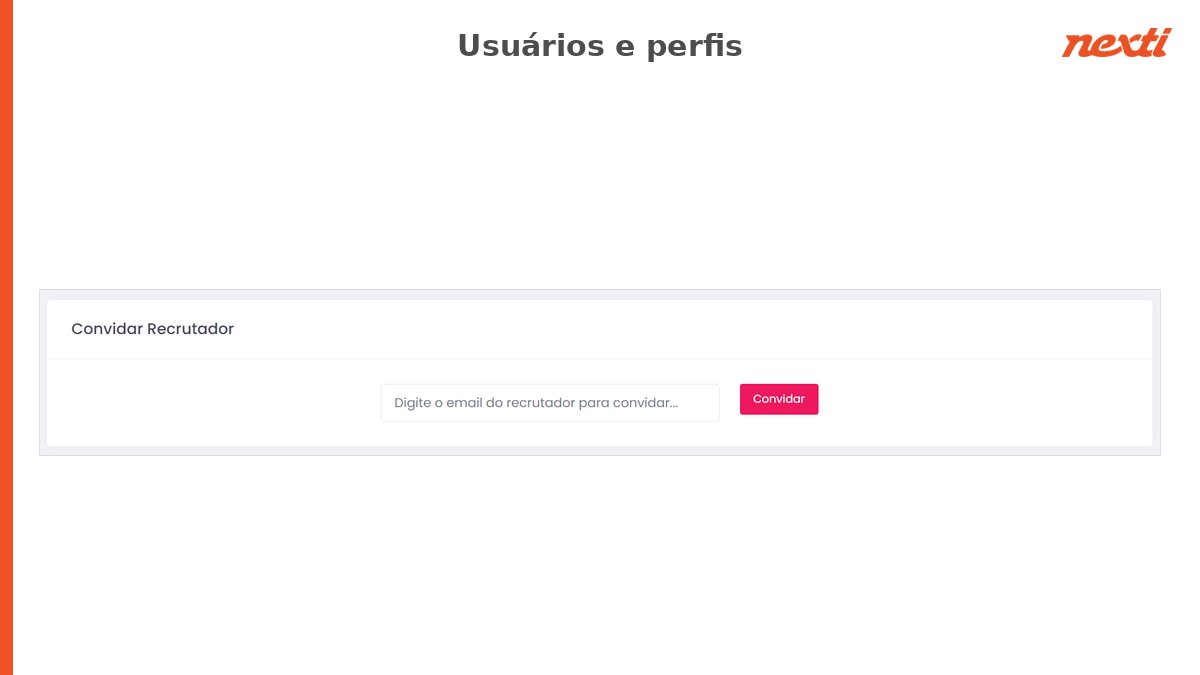 Usuários e perfis
nexti
Convidar Recrutador
Digite o email do recrutador para convidar...
Convidar